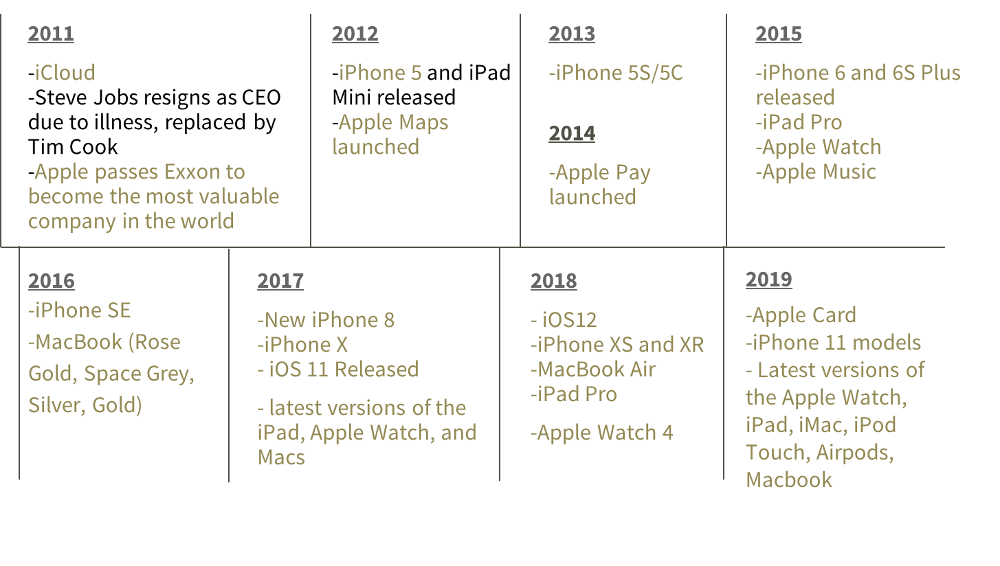 2011
-iCloud
-Steve Jobs resigns as CEO
due to illness, replaced by
Tim Cook
-Apple passes Exxon to
become the most valuable
company in the world
2012
-iPhone 5 and iPad
Mini released
-Apple Maps
launched
2013
-iPhone 5S/5C
2014
-Apple Pay
launched
2015
-iPhone 6 and 6S Plus
released
-iPad Pro
-Apple Watch
-Apple Music
2016
-iPhone SE
-MacBook (Rose
Gold, Space Grey,
Silver, Gold)
2017
-New iPhone 8
-iPhone X
- iOS 11 Released
- latest versions of the
iPad, Apple Watch, and
Macs
2018
- iOS12
-iPhone XS and XR
-MacBook Air
-iPad Pro
-Apple Watch 4
2019
-Apple Card
-iPhone 11 models
- Latest versions of
the Apple Watch,
iPad, iMac, iPod
Touch, Airpods,
Macbook